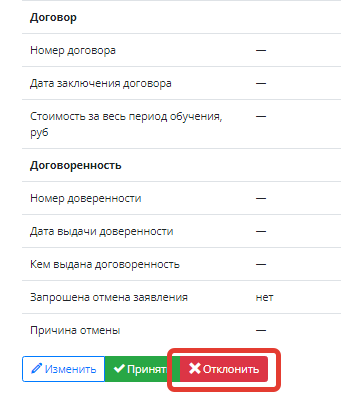 Договор
Номер договора —
Дата заключения договора —
Стоимость за весь период обучения, —
руб
Договоренность
Номер доверенности —
Дата выдачи доверенности —
Кем выдана договоренность —
Запрошена отмена заявления нет
Причина отмены —
Изменить Принят Отклонить